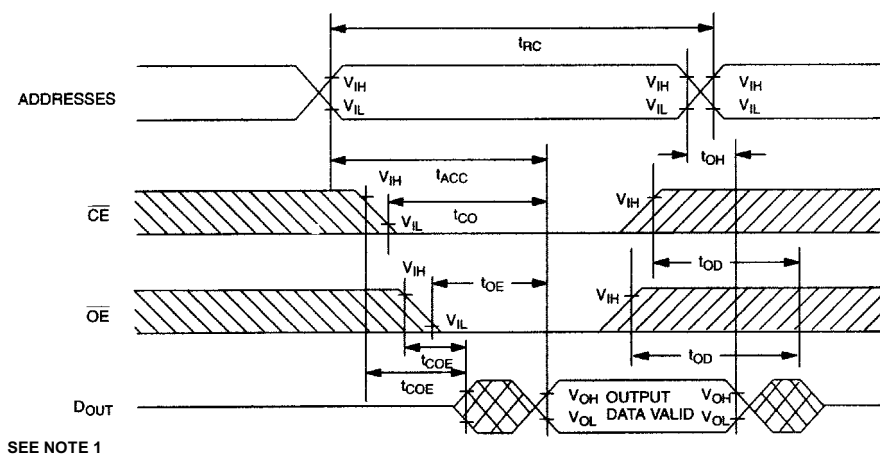 tRC
ADDRESSES
VIH
VIL
VIH
VIL
VIH
VIL
tOH
tACC
VIH
VIH
CE
tCO
VIL
tOD
VIH
tOE
VIH
OE
VIL
tCOE
tOD
tCOE
DOUT
VOH OUTPUT VOH
VOL DATA VALID VOL
SEE NOTE 1